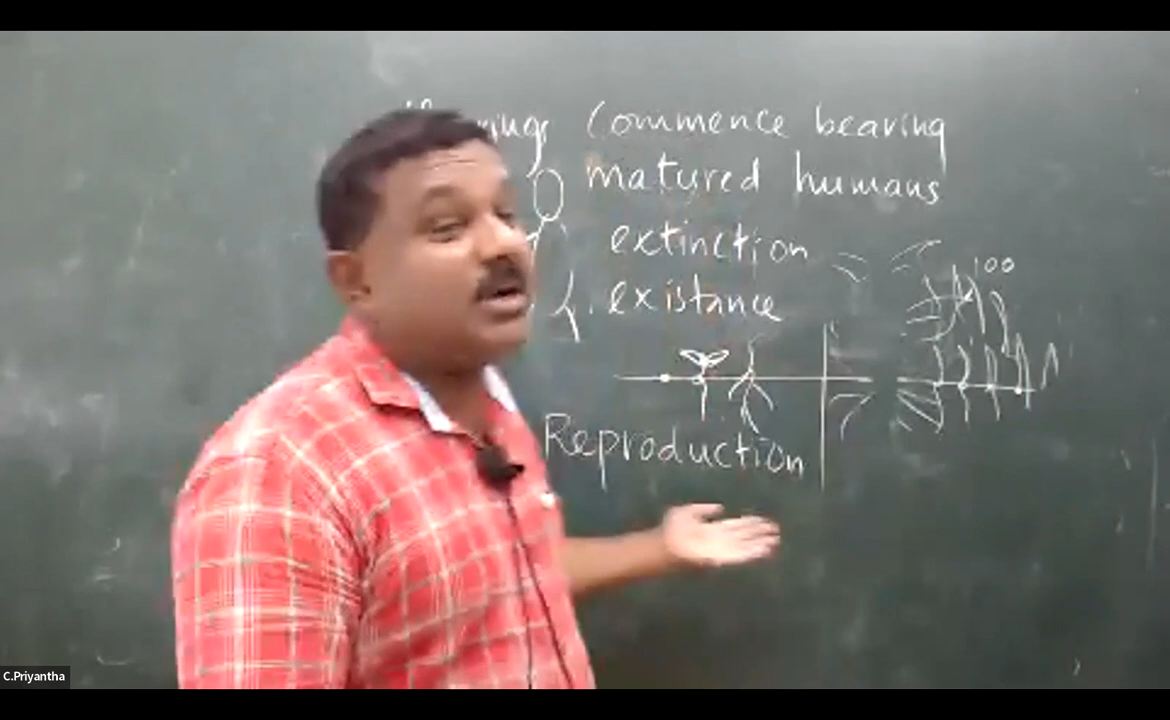 Commence bearing
matured humans
extinction
existance
100
Reproduction
C.Priyantha